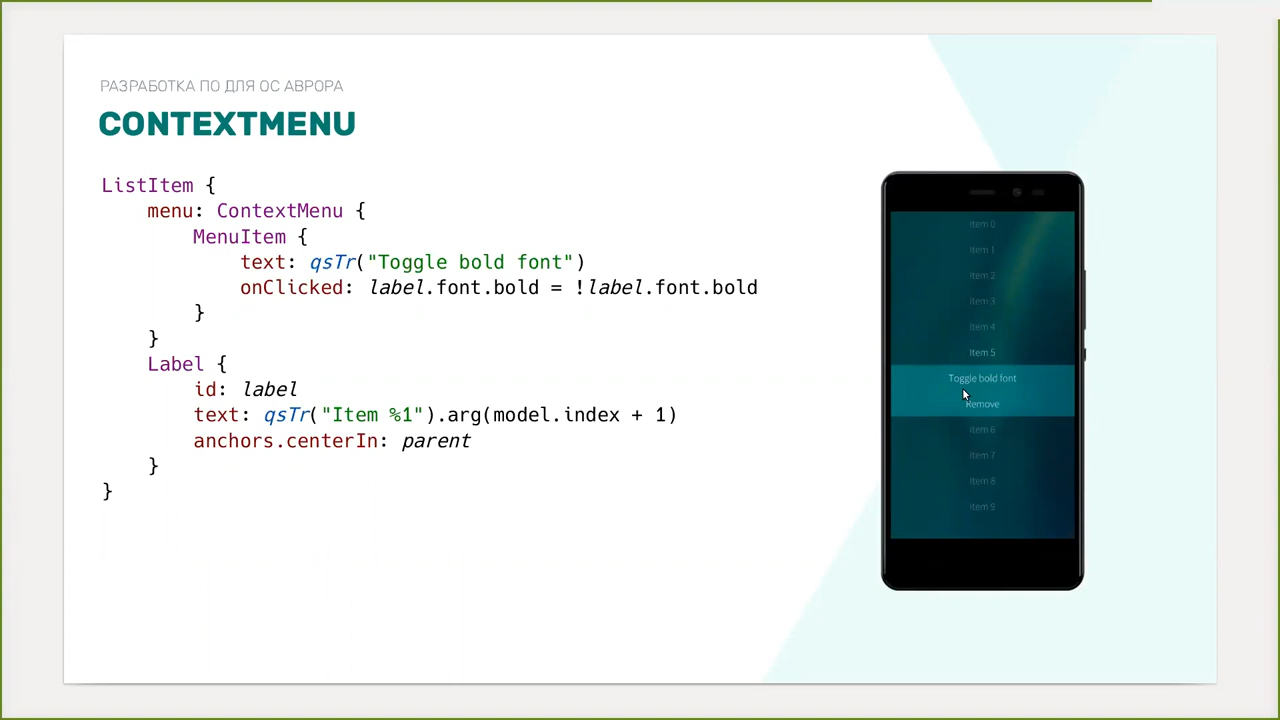 РАЗРАБОТКА ПО ДЛЯ ОС АВРОРА
CONTEXTMENU
ListItem {
    menu: ContextMenu {
        MenuItem {
            text: qsTr("Toggle bold font")
            onClicked: label.font.bold = !label.font.bold
        }
    }
    Label {
        id: label
        text: qsTr("Item %1").arg(model.index + 1)
        anchors.centerIn: parent
    }
}
Item 0
Item 1
Item 2
Item 3
Item 4
Item 5
Toggle bold font
Remove
Item 6
Item 7
Item 8
Item 9